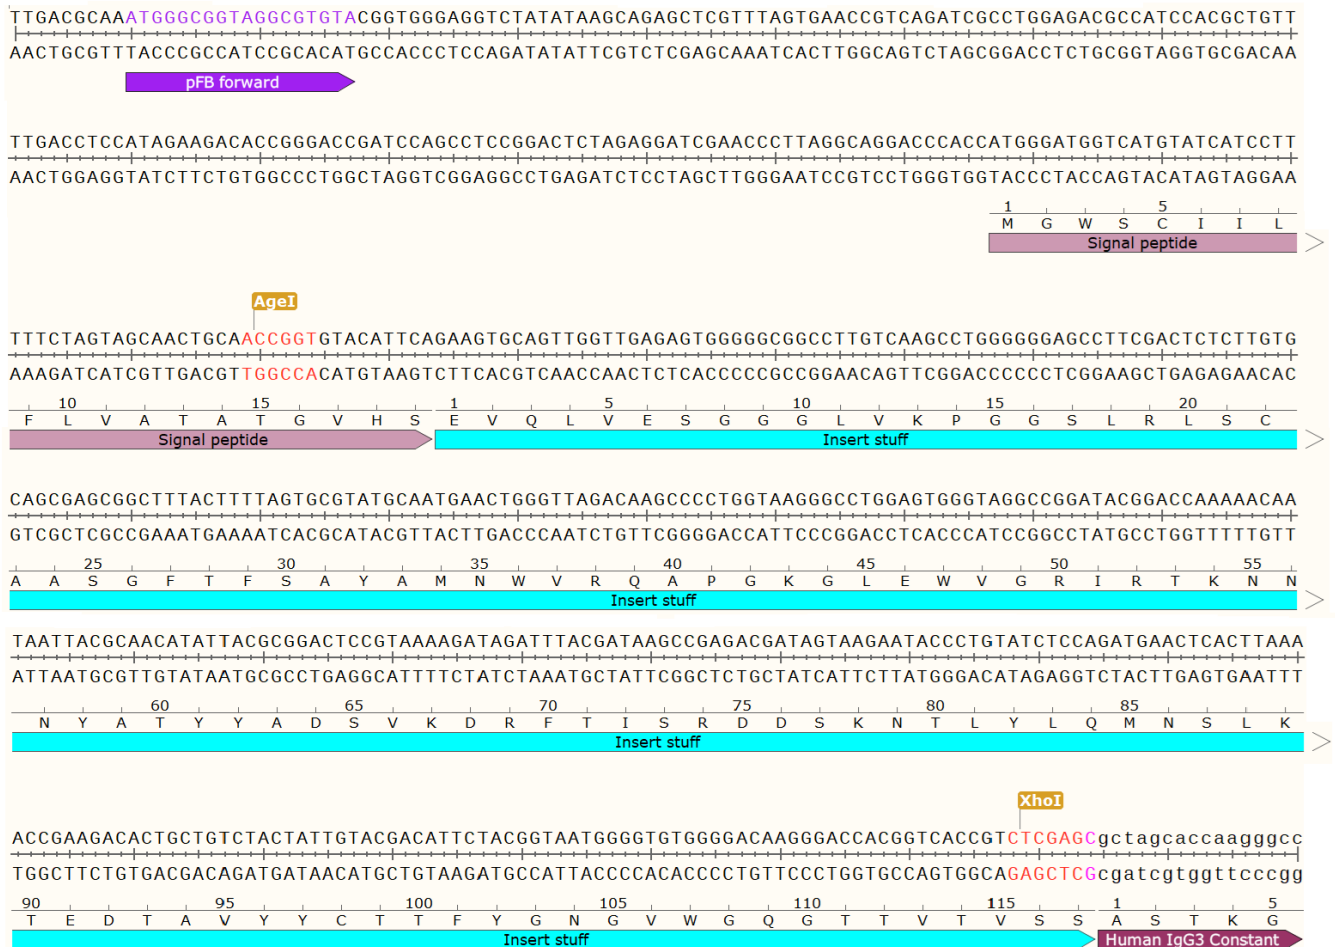 TTGACGCAAATGGGCGGTAGGCGTGTACGGTGGGAGGTCTATATAAGCAGAGCTCGTTTAGTGAACCGTCAGATCGCCTGGAGACGCCATCCACGCTGTT
AACTGCGTTTACCCGCCATCCGCACATGCCACCCTCCAGATATATTCGTCTCGAGCAAATCACTTGGCAGTCTAGCGGACCTCTGCGGTAGGTGCGACAA
pFB forward
TTGACCTCCATAGAAGACACCGGGACCGATCCAGCCTCCGGACTCTAGAGGATCGAACCCTTAGGCAGGACCCACCATGGGATGGTCATGTATCATCCTT
AACTGGAGGTATCTTCTGTGGCCCTGGCTAGGTCGGAGGCCTGAGATCTCCTAGCTTGGGAATCCGTCCTGGGTGGTACCCTACCAGTACATAGTAGGAA
1 5
M G W S C I I L
Signal peptide
AgeI
TTTCTAGTAGCAACTGCAACCGGTGTACATTCAGAAGTGCAGTTGGTTGAGAGTGGGGGCGGCCTTGTCAAGCCTGGGGGGAGCCTTCGACTCTCTTGTG
AAAGATCATCGTTGACGTTGGCCACATGTAAGTCTTCACGTCAACCAACTCTCACCCCCGCCGGAACAGTTCGGACCCCCCTCGGAAGCTGAGAGAACAC
10 15 1 5 10 15 20
F L V A T A T G V H S E V Q L V E S G G G L V K P G G S L R L S C
Signal peptide Insert stuff
CAGCGAGCGGCTTTACTTTTAGTGCGTATGCAATGAACTGGGTTAGACAAGCCCCTGGTAAGGGCCTGGAGTGGGTAGGCCGGATACGGACCAAAAACAA
GTCGCTCGCCGAAATGAAAATCACGCATACGTTACTTGACCCAATCTGTTCGGGGACCATTCCCGGACCTCACCCATCCGGCCTATGCCTGGTTTTTGTT
25 30 35 40 45 50 55
A A S G F T F S A Y A M N W V R Q A P G K G L E W V G R I R T K N N
Insert stuff
TAATTACGCAACATATTACGCGGACTCCGTAAAAGATAGATTTACGATAAGCCGAGACGATAGTAAGAATACCCTGTATCTCCAGATGAACTCACTTAAA
ATTAATGCGTTGTATAATGCGCCTGAGGCATTTTCTATCTAAATGCTATTCGGCTCTGCTATCATTCTTATGGGACATAGAGGTCTACTTGAGTGAATTT
60 65 70 75 80 85
N Y A T Y Y A D S V K D R F T I S R D D S K N T L Y L Q M N S L K
Insert stuff
XhoI
ACCGAAGACACTGCTGTCTACTATTGTACGACATTCTACGGTAATGGGGTGTGGGGACAAGGGACCACGGTCACCGTCTCGAGCgctagcaccaagggcc
TGGCTTCTGTGACGACAGATGATAACATGCTGTAAGATGCCATTACCCCACACCCCTGTTCCCTGGTGCCAGTGGCAGAGCTCGcgatcgtggttcccgg
90 95 100 105 110 115 1 5
T E D T A V Y Y C T T F Y G N G V W G Q G T T V T V S S A S T K G
Insert stuff Human IgG3 Constant